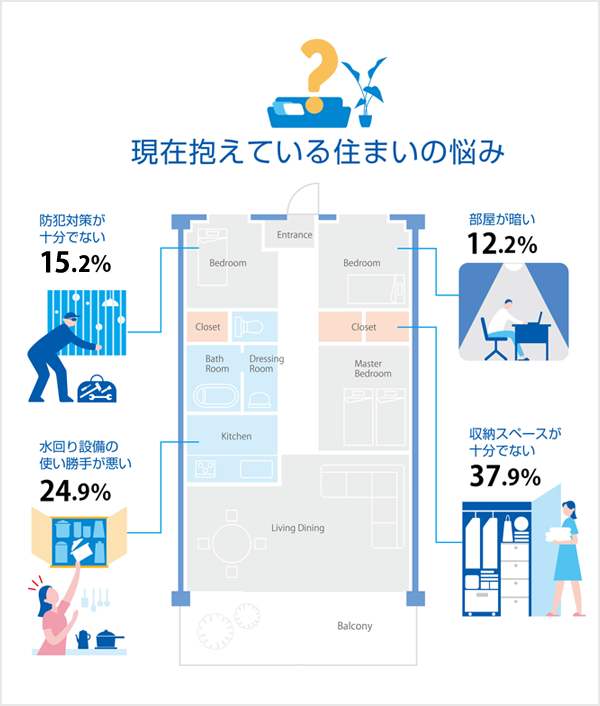 現在抱えている住まいの悩み
防犯対策が
十分でない
15.2%
部屋が暗い
12.2%
水回り設備の
使い勝手が悪い
24.9%
収納スペースが
十分でない
37.9%
Entrance
Bedroom
Bedroom
Closet
Closet
Bath
Room
Dressing
Room
Master
Bedroom
Kitchen
Living Dining
Balcony